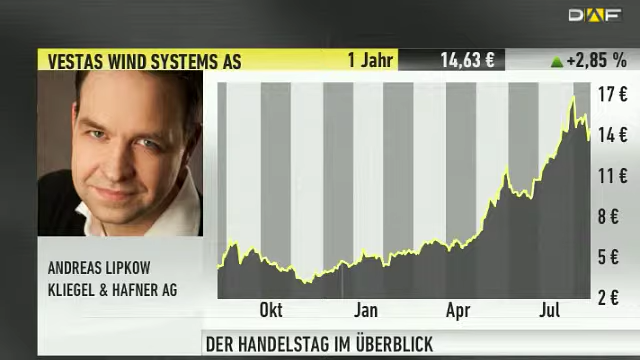 DAF
VESTAS WIND SYSTEMS AS 1 Jahr 14,63 € +2,85 %
17 €
14 €
11 €
8 €
5 €
2 €
Okt Jan Apr Jul
ANDREAS LIPKOW
KLIEGEL & HAFNER AG
DER HANDELSTAG IM ÜBERBLICK